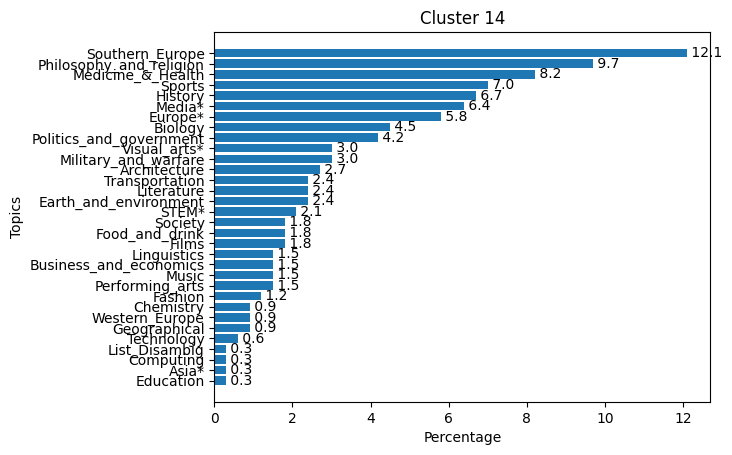 Cluster 14
Topics
Southern_Europe 12.1
Philosophy_and_religion 9.7
Medicine_&_Health 8.2
Sports 7.0
History 6.7
Media* 6.4
Europe* 5.8
Biology 4.5
Politics_and_government 4.2
Visual_arts* 3.0
Military_and_warfare 3.0
Architecture 2.7
Transportation 2.4
Literature 2.4
Earth_and_environment 2.4
STEM* 2.1
Society 1.8
Food_and_drink 1.8
Films 1.8
Linguistics 1.5
Business_and_economics 1.5
Music 1.5
Performing_arts 1.5
Fashion 1.2
Chemistry 0.9
Western_Europe 0.9
Geographical 0.9
Technology 0.6
List_Disambig 0.3
Computing 0.3
Asia* 0.3
Education 0.3
0 2 4 6 8 10 12
Percentage